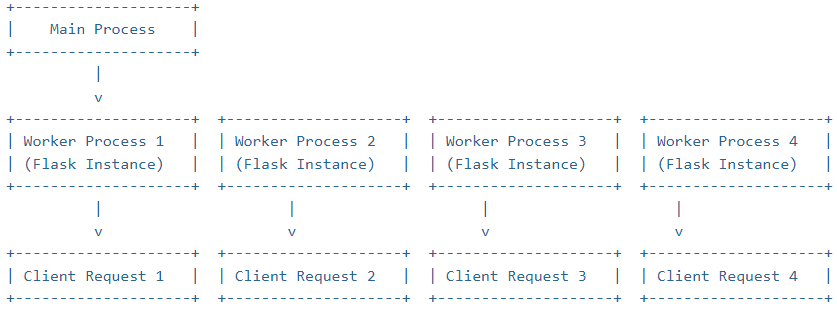 +-------------------+
|    Main Process    |
+-------------------+
          |
          v
+-------------------+  +-------------------+  +-------------------+  +-------------------+
| Worker Process 1   |  | Worker Process 2   |  | Worker Process 3   |  | Worker Process 4   |
| (Flask Instance)   |  | (Flask Instance)   |  | (Flask Instance)   |  | (Flask Instance)   |
+-------------------+  +-------------------+  +-------------------+  +-------------------+
          |                     |                    |                     |
          v                     v                    v                     v
+-------------------+  +-------------------+  +-------------------+  +-------------------+
| Client Request 1   |  | Client Request 2   |  | Client Request 3   |  | Client Request 4   |
+-------------------+  +-------------------+  +-------------------+  +-------------------+